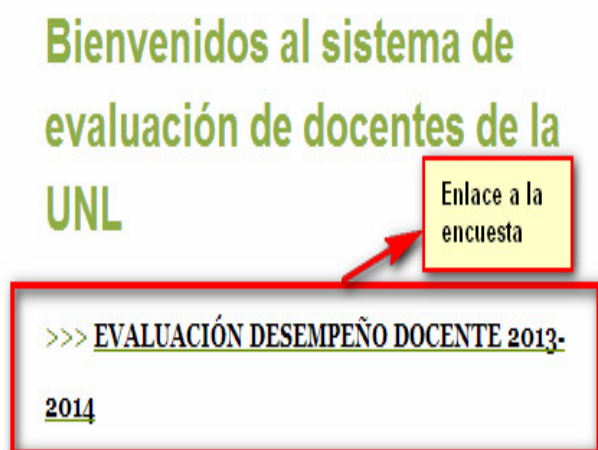 Bienvenidos al sistema de
evaluación de docentes de la
UNL
Enlace a la
encuesta
>>> EVALUACIÓN DESEMPEÑO DOCENTE 2013-
2014